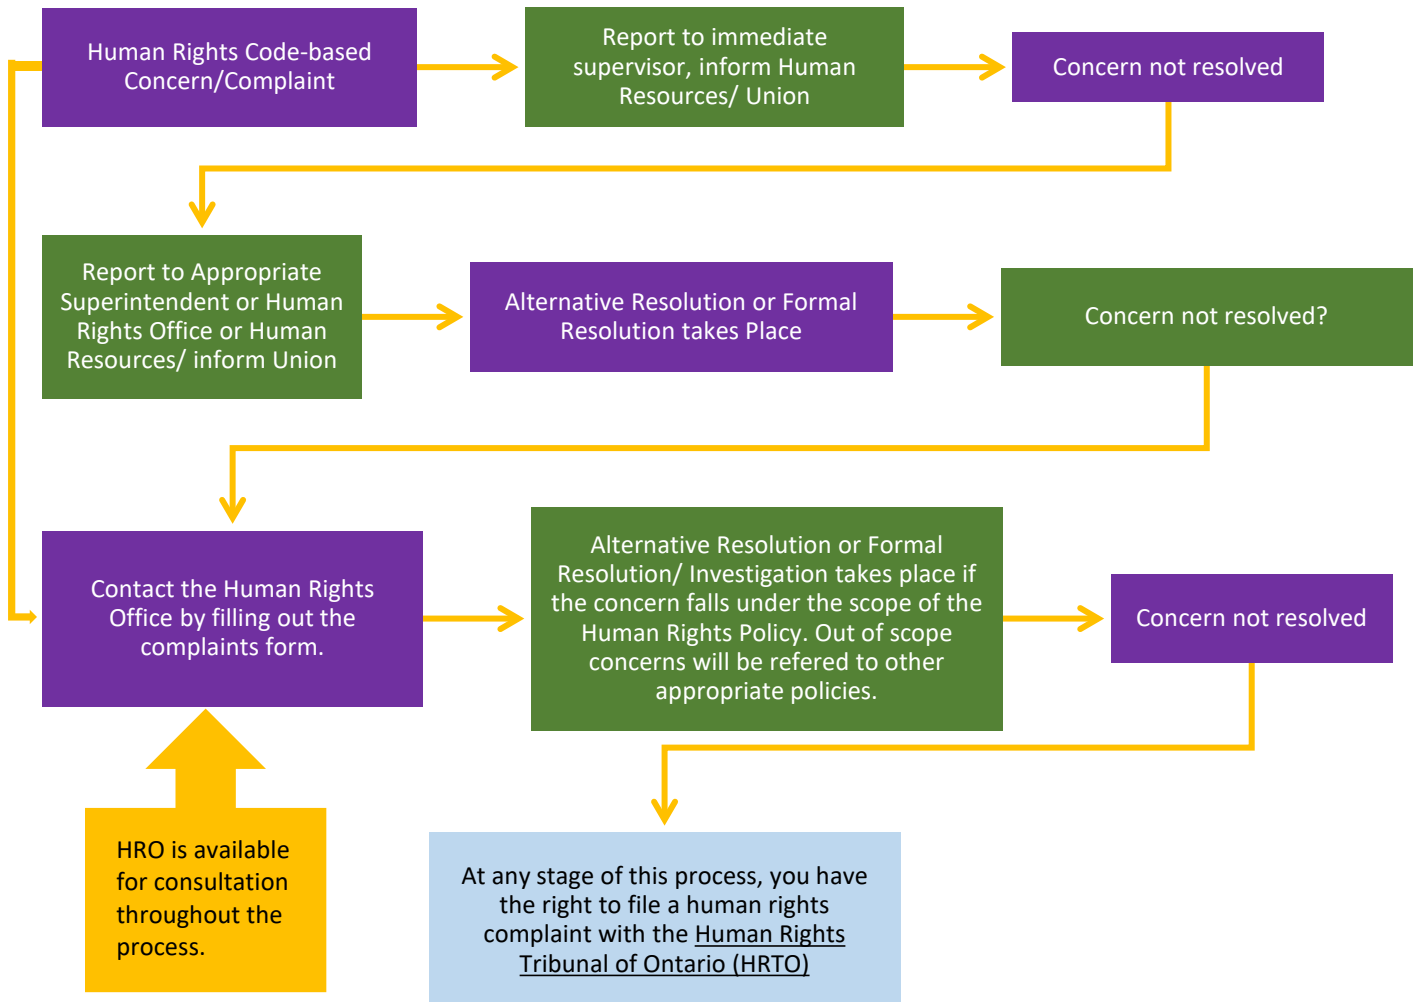 Human Rights Code-based
Concern/Complaint
Report to immediate
supervisor, inform Human
Resources/ Union
Concern not resolved
Report to Appropriate
Superintendent or Human
Rights Office or Human
Resources/ inform Union
Alternative Resolution or Formal
Resolution takes Place
Concern not resolved?
Contact the Human Rights
Office by filling out the
complaints form.
Alternative Resolution or Formal
Resolution/ Investigation takes place if
the concern falls under the scope of the
Human Rights Policy. Out of scope
concerns will be refered to other
appropriate policies.
Concern not resolved
HRO is available
for consultation
throughout the
process.
At any stage of this process, you have
the right to file a human rights
complaint with the Human Rights
Tribunal of Ontario (HRTO)